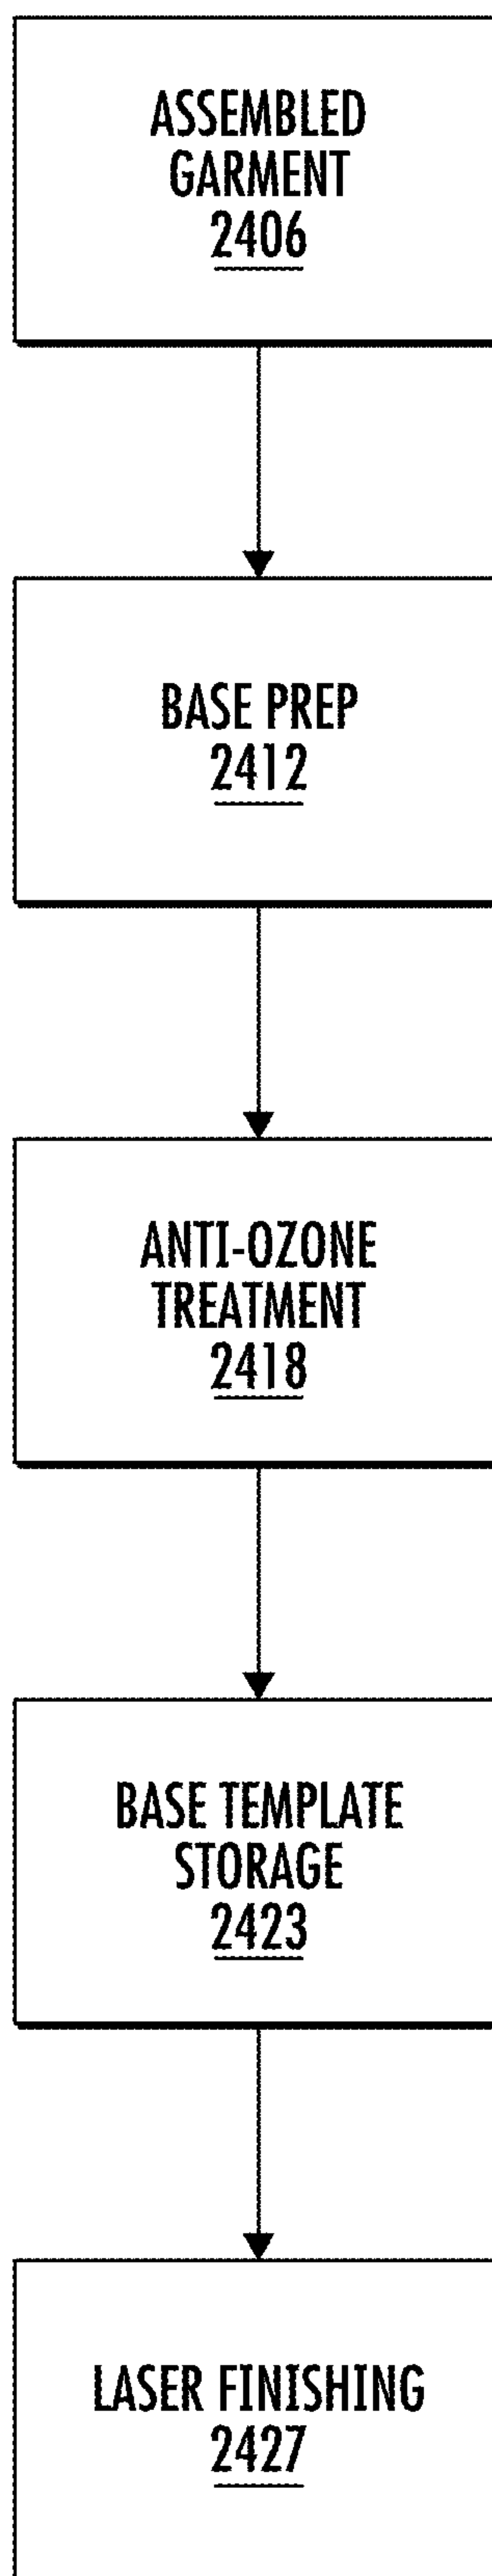 ASSEMBLED
GARMENT
2406
BASE PREP
2412
ANTI-OZONE
TREATMENT
2418
BASE TEMPLATE
STORAGE
2423
LASER FINISHING
2427